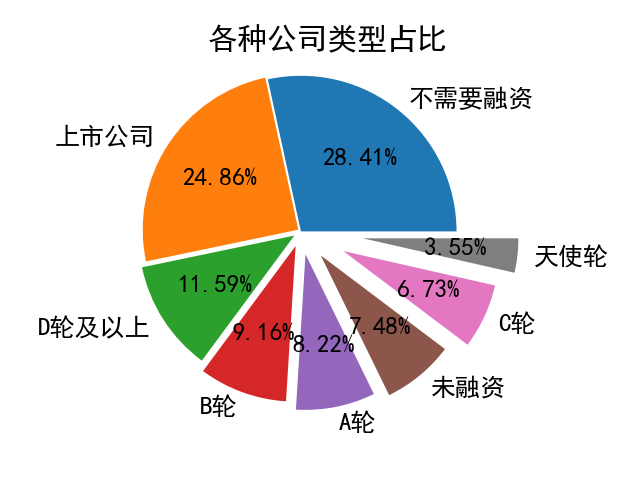 各种公司类型占比
不需要融资
28.41%
上市公司
24.86%
D轮及以上
11.59%
B轮
9.16%
A轮
8.22%
未融资
7.48%
C轮
6.73%
天使轮
3.55%